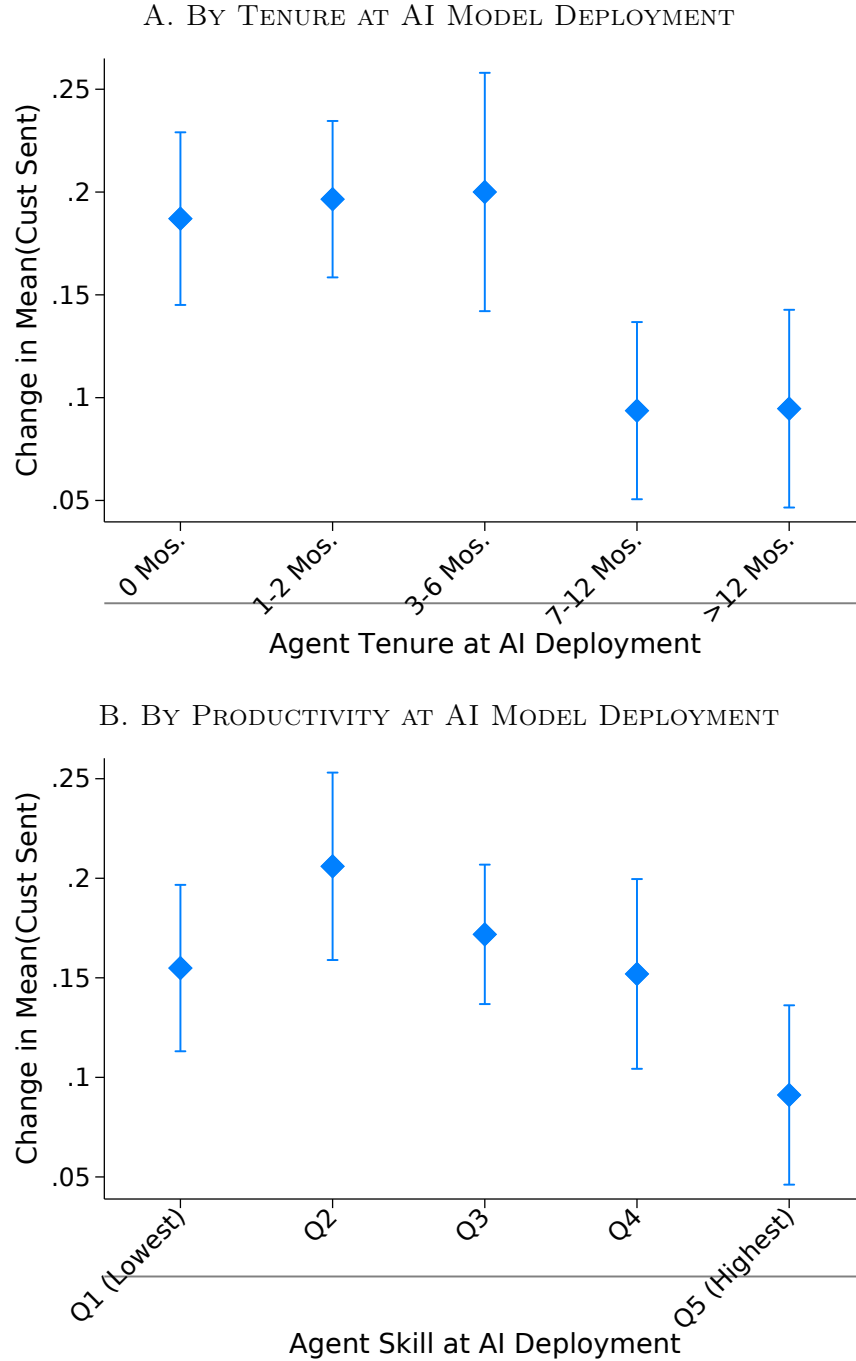 A. By Tenure at AI Model Deployment
Change in Mean(Cust Sent)
.25
.2
.15
.1
.05
0 Mos.
1-2 Mos.
3-6 Mos.
7-12 Mos.
>12 Mos.
Agent Tenure at AI Deployment
B. By Productivity at AI Model Deployment
Change in Mean(Cust Sent)
.25
.2
.15
.1
.05
Q1 (Lowest)
Q2
Q3
Q4
Q5 (Highest)
Agent Skill at AI Deployment